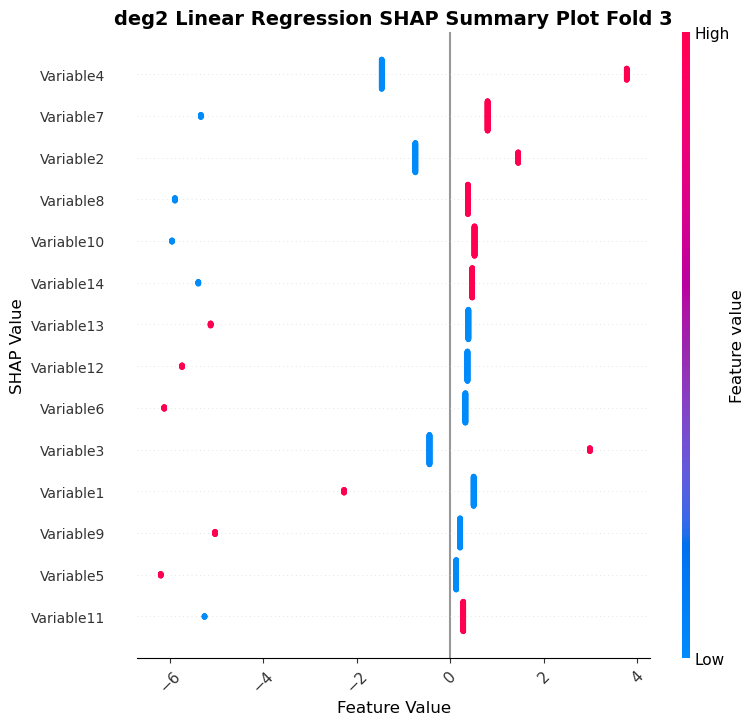 deg2 Linear Regression SHAP Summary Plot Fold 3
High
Variable4
Variable7
Variable2
Variable8
Variable10
Variable14
Variable13
Variable12
Variable6
Variable3
Variable1
Variable9
Variable5
Variable11
SHAP Value
Feature value
Low
−6
−4
−2
0
2
4
Feature Value